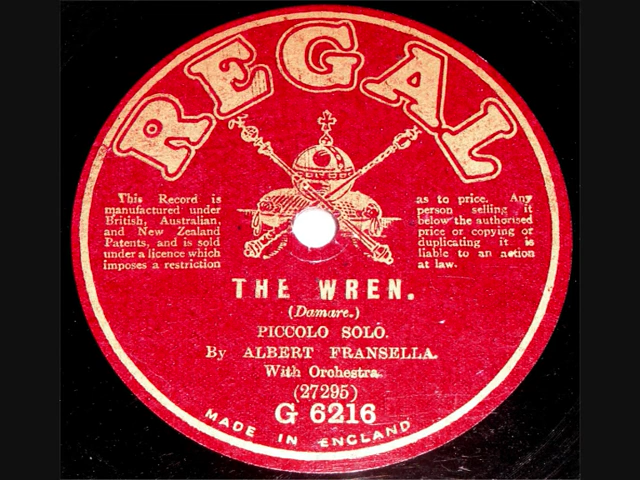 REGAL
This Record is
manufactured under
British, Australian,
and New Zealand
Patents, and is sold
under a licence which
imposes a restriction
as to price. Any
person selling it
below the authorised
price or copying or
duplicating it is
liable to an action
at law.
THE WREN.
(Damare.)
PICCOLO SOLO.
By ALBERT FRANSELLA.
With Orchestra.
(27295)
G 6216
MADE IN ENGLAND